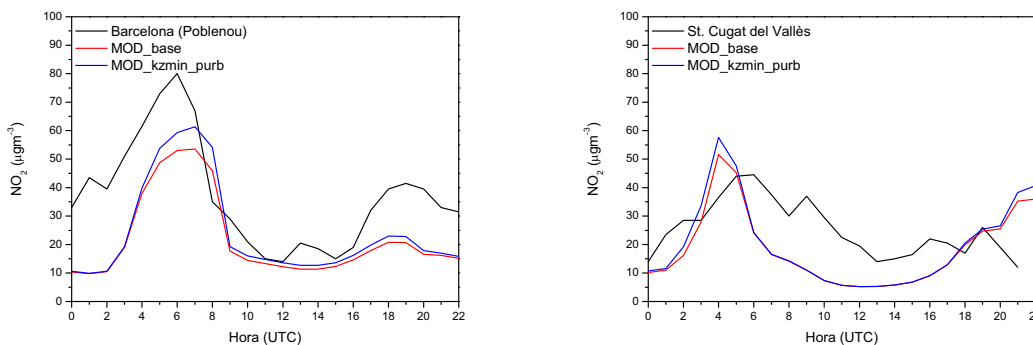 100
90
80
70
60
50
40
30
20
10
0
NO₂ (μgm⁻³)
Barcelona (Poblenou)
MOD_base
MOD_kzmin_purb
0 2 4 6 8 10 12 14 16 18 20 22
Hora (UTC)
100
90
80
70
60
50
40
30
20
10
0
NO₂ (μgm⁻³)
St. Cugat del Vallès
MOD_base
MOD_kzmin_purb
0 2 4 6 8 10 12 14 16 18 20
Hora (UTC)